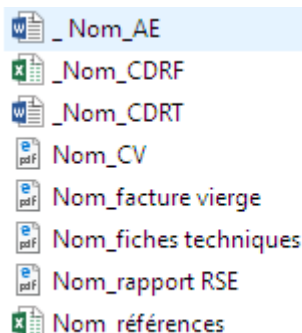 _ Nom_AE
_Nom_CDRF
_Nom_CDRT
Nom_CV
Nom_facture vierge
Nom_fiches techniques
Nom_rapport RSE
Nom_références